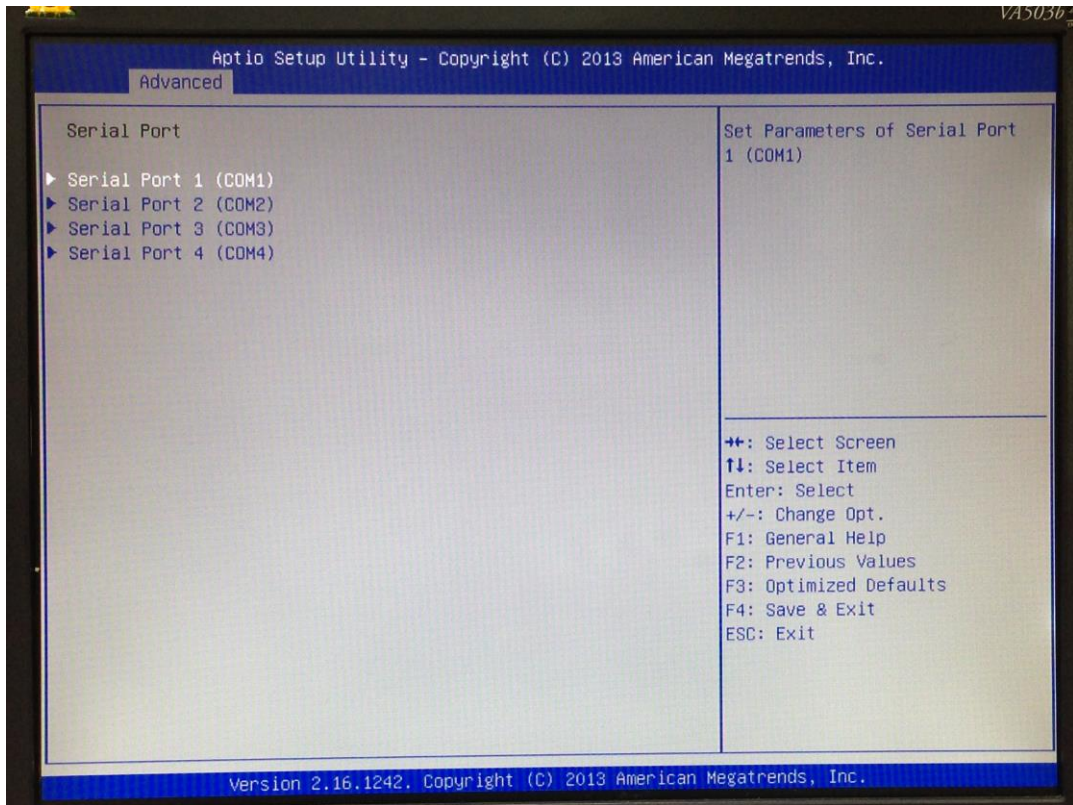 VA503b
Aptio Setup Utility – Copyright (C) 2013 American Megatrends, Inc.
Advanced
Serial Port
▶ Serial Port 1 (COM1)
▶ Serial Port 2 (COM2)
▶ Serial Port 3 (COM3)
▶ Serial Port 4 (COM4)
Set Parameters of Serial Port
1 (COM1)
→←: Select Screen
↑↓: Select Item
Enter: Select
+/-: Change Opt.
F1: General Help
F2: Previous Values
F3: Optimized Defaults
F4: Save & Exit
ESC: Exit
Version 2.16.1242. Copyright (C) 2013 American Megatrends, Inc.